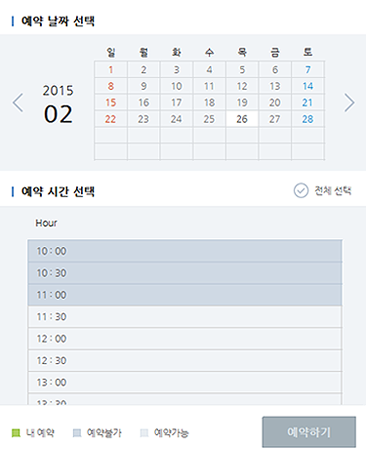 예약 날짜 선택
2015
02
일 월 화 수 목 금 토
1 2 3 4 5 6 7
8 9 10 11 12 13 14
15 16 17 18 19 20 21
22 23 24 25 26 27 28
예약 시간 선택 전체 선택
Hour
10 : 00
10 : 30
11 : 00
11 : 30
12 : 00
12 : 30
13 : 00
13 : 30
내 예약 예약불가 예약가능 예약하기